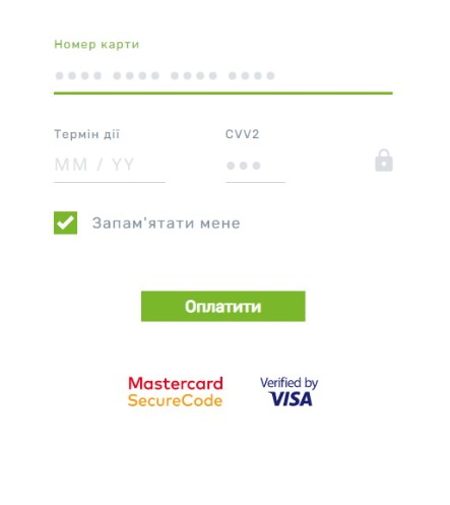 Номер карти
•••• •••• •••• ••••
Термін дії CVV2
MM / YY •••
Запам'ятати мене
Оплатити
Mastercard Verified by
SecureCode VISA